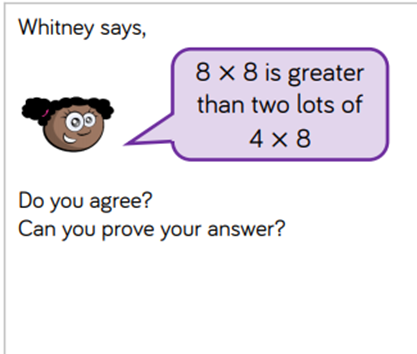 Whitney says,
8 × 8 is greater
than two lots of
4 × 8
Do you agree?
Can you prove your answer?